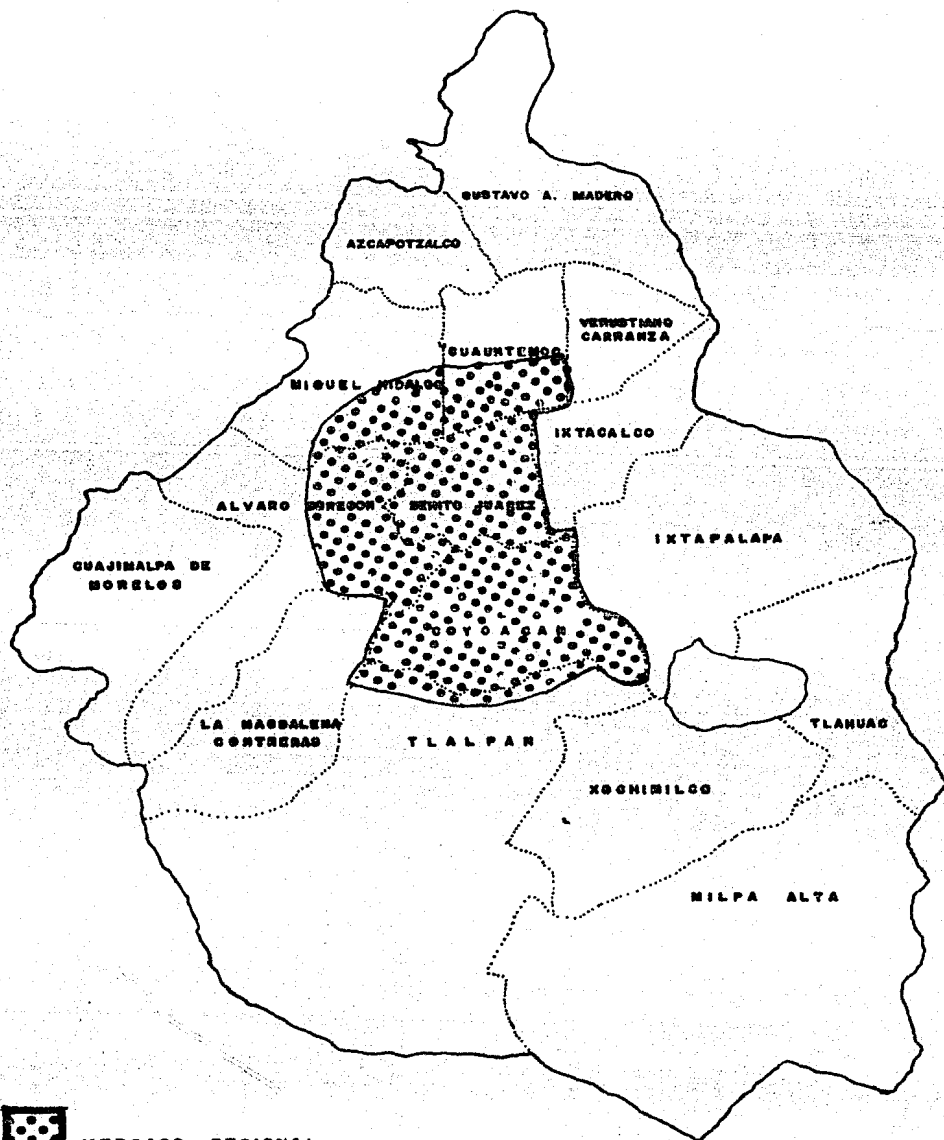 GUSTAVO A. MADERO
AZCAPOTZALCO
VENUSTIANO
CARRANZA
CUAUHTEMOC
MIGUEL HIDALGO
IXTACALCO
ALVARO OBREGON
BENITO JUAREZ
IXTAPALAPA
CUAJIMALPA DE
MORELOS
COYOACAN
LA MAGDALENA
CONTRERAS
TLALPAN
TLAHUAC
XOCHIMILCO
MILPA ALTA
MERCADO REGIONAL